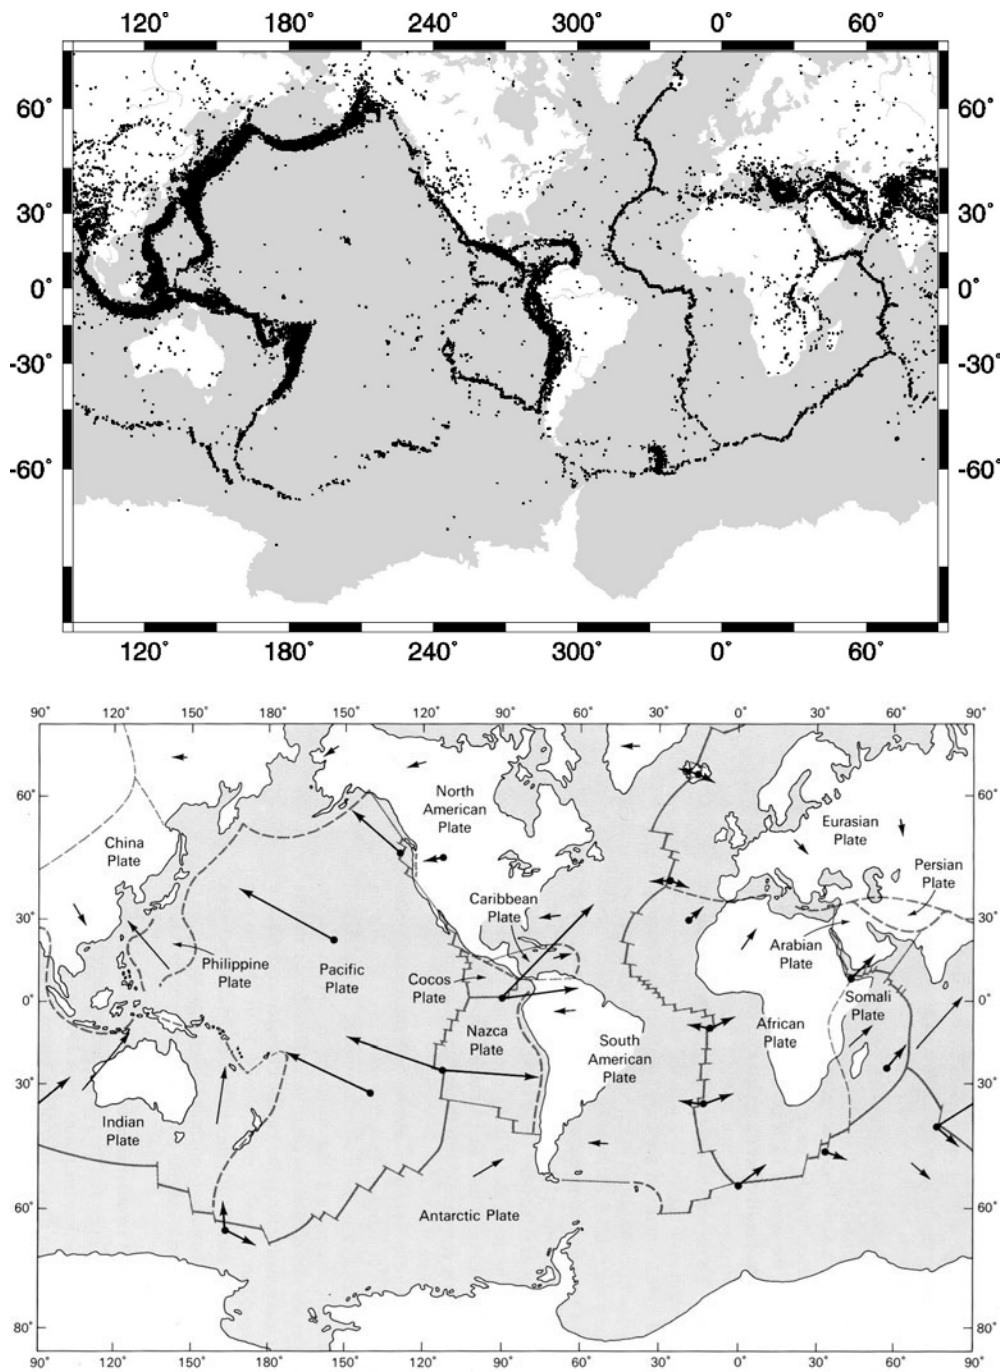 120° 180° 240° 300° 0° 60°
60° 60°
30° 30°
0° 0°
-30° -30°
-60° -60°
120° 180° 240° 300° 0° 60°
90° 120° 150° 180° 150° 120° 90° 60° 30° 0° 30° 60° 90°
60° 60°
North
American
Plate
China
Plate
Eurasian
Plate
Persian
Plate
Caribbean
Plate
30° 30°
Arabian
Plate
Philippine
Plate
Pacific
Plate
Cocos
Plate
0° 0°
Somali
Plate
African
Plate
Nazca
Plate
South
American
Plate
30° 30°
Indian
Plate
60° 60°
Antarctic Plate
80° 80°
90° 120° 150° 180° 150° 120° 90° 60° 30° 0° 30° 60° 90°